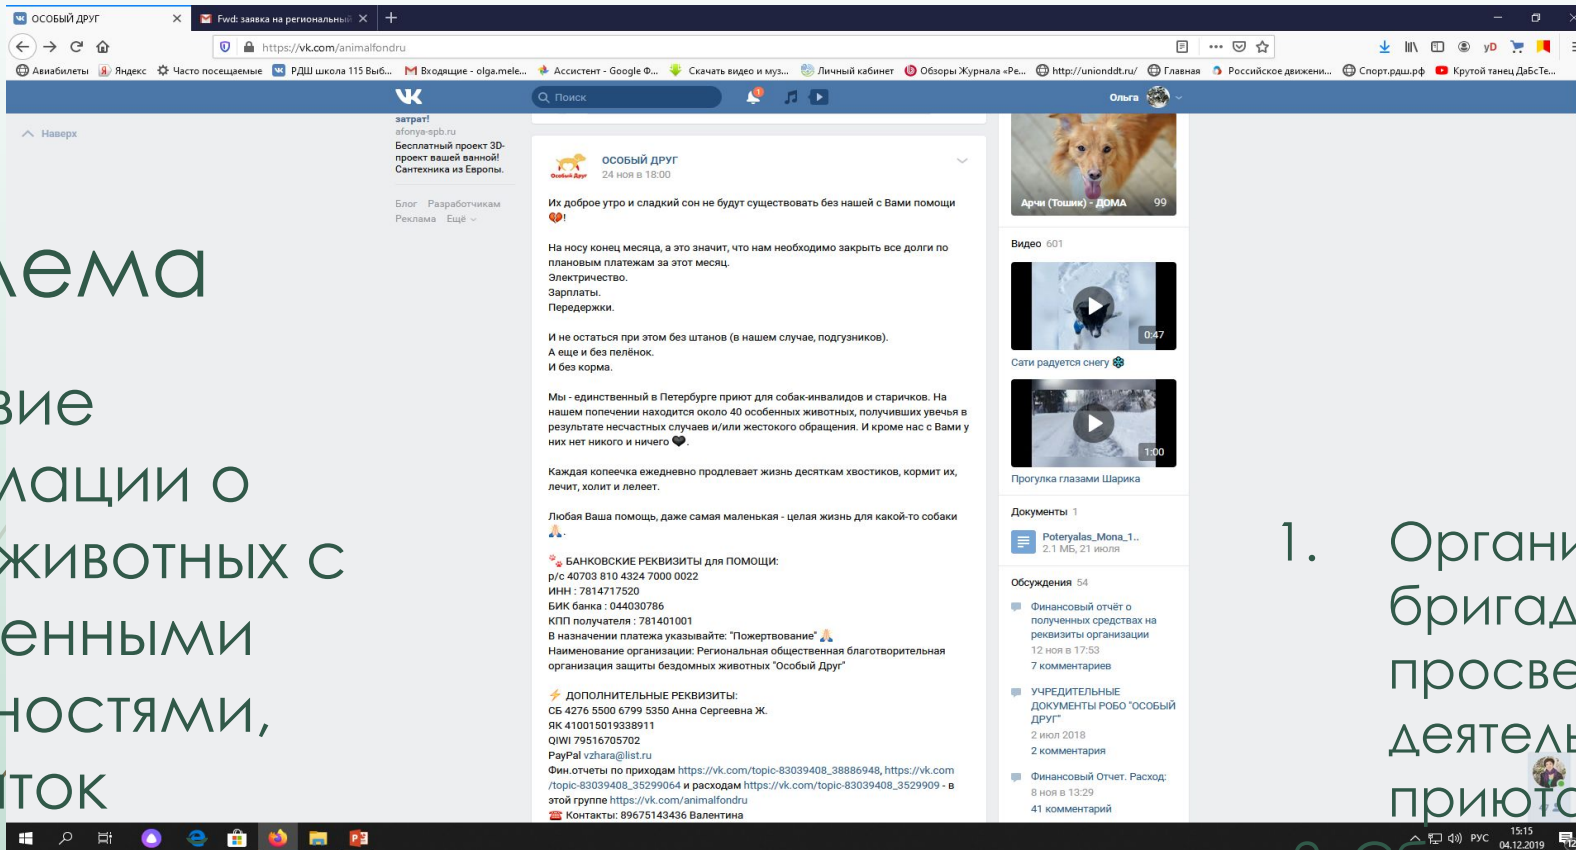 ОСОБЫЙ ДРУГ
Fwd: заявка на региональный
https://vk.com/animalfondru
Авиабилеты Яндекс Часто посещаемые РДШ школа 115 Выб... Входящие - olga.mele... Ассистент - Google Ф... Скачать видео и муз... Личный кабинет Обзоры Журнала «Ре... http://unionddt.ru/ Главная Российское движени... Спорт.рдш.рф Крутой танец ДаБсТе...
Поиск
1
Ольга
Наверх
затрат!
afonya-spb.ru
Бесплатный проект 3D-
проект вашей ванной!
Сантехника из Европы.
Блог Разработчикам
Реклама Ещё
лема
вие
мации о
животных с
енными
ностями,
ток
Особый Друг
ОСОБЫЙ ДРУГ
24 ноя в 18:00
Их доброе утро и сладкий сон не будут существовать без нашей с Вами помощи
💔!
На носу конец месяца, а это значит, что нам необходимо закрыть все долги по
плановым платежам за этот месяц.
Электричество.
Зарплаты.
Передержки.
И не остаться при этом без штанов (в нашем случае, подгузников).
А еще и без пелёнок.
И без корма.
Мы - единственный в Петербурге приют для собак-инвалидов и старичков. На
нашем попечении находится около 40 особенных животных, получивших увечья в
результате несчастных случаев и/или жестокого обращения. И кроме нас с Вами у
них нет никого и ничего 🖤.
Каждая копеечка ежедневно продлевает жизнь десяткам хвостиков, кормит их,
лечит, холит и лелеет.
Любая Ваша помощь, даже самая маленькая - целая жизнь для какой-то собаки
🙏.
🐾 БАНКОВСКИЕ РЕКВИЗИТЫ для ПОМОЩИ:
р/с 40703 810 4324 7000 0022
ИНН : 7814717520
БИК банка : 044030786
КПП получателя : 781401001
В назначении платежа указывайте: "Пожертвование" 🙏
Наименование организации: Региональная общественная благотворительная
организация защиты бездомных животных "Особый Друг"
⚡ ДОПОЛНИТЕЛЬНЫЕ РЕКВИЗИТЫ:
СБ 4276 5500 6799 5350 Анна Сергеевна Ж.
ЯК 410015019338911
QIWI 79516705702
PayPal vzhara@list.ru
Фин.отчеты по приходам https://vk.com/topic-83039408_38886948, https://vk.com
/topic-83039408_35299064 и расходам https://vk.com/topic-83039408_3529909 - в
этой группе https://vk.com/animalfondru
☎ Контакты: 89675143436 Валентина
Арчи (Тошик) - ДОМА 99
Видео 601
0:47
Сати радуется снегу
1:00
Прогулка глазами Шарика
Документы 1
Poteryalas_Mona_1..
2.1 МБ, 21 июля
Обсуждения 54
Финансовый отчёт о
полученных средствах на
реквизиты организации
12 ноя в 17:53
7 комментариев
УЧРЕДИТЕЛЬНЫЕ
ДОКУМЕНТЫ РОБО "ОСОБЫЙ
ДРУГ"
2 июл 2018
2 комментария
Финансовый Отчет. Расход:
8 ноя в 13:29
41 комментарий
1. Органи
бригад
просве
деятель
приюто
РУС
15:15
04.12.2019